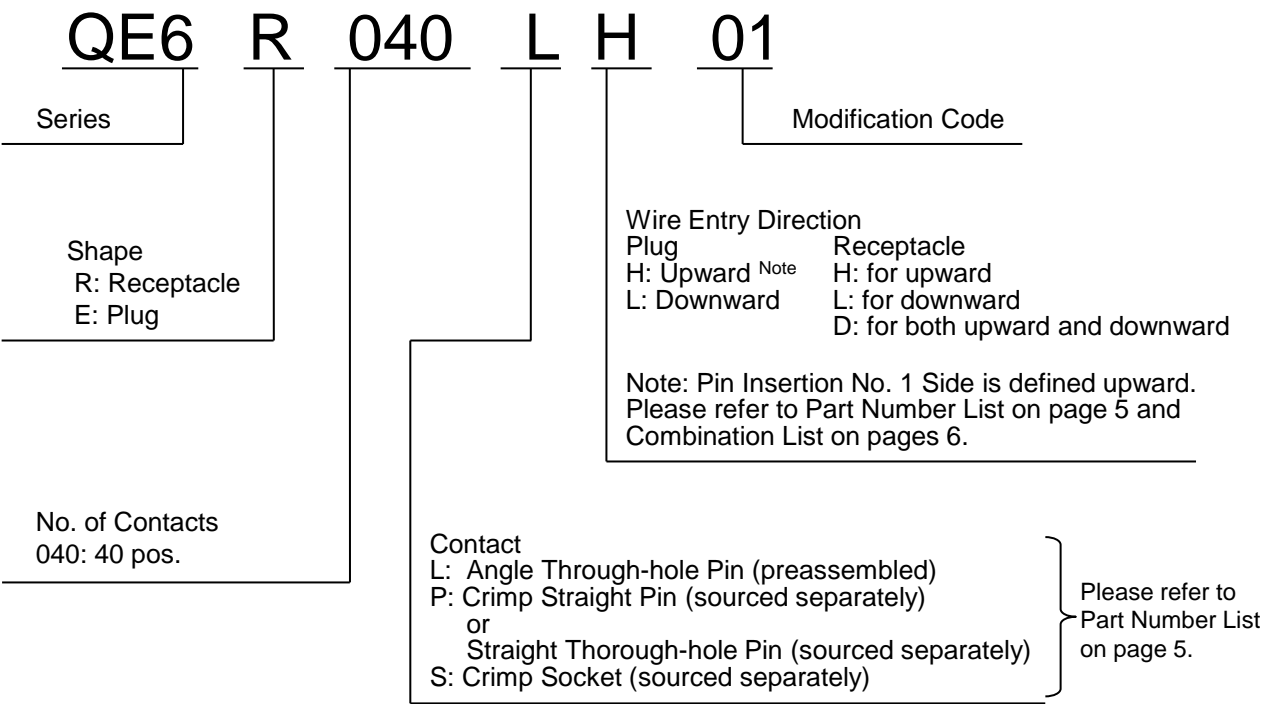 QE6 R 040 L H 01
Series
Modification Code
Shape
R: Receptacle
E: Plug
Wire Entry Direction
Plug Receptacle
H: Upward Note H: for upward
L: Downward L: for downward
D: for both upward and downward
Note: Pin Insertion No. 1 Side is defined upward.
Please refer to Part Number List on page 5 and
Combination List on pages 6.
No. of Contacts
040: 40 pos.
Contact
L: Angle Through-hole Pin (preassembled)
P: Crimp Straight Pin (sourced separately)
or
Straight Thorough-hole Pin (sourced separately)
S: Crimp Socket (sourced separately)
Please refer to
Part Number List
on page 5.